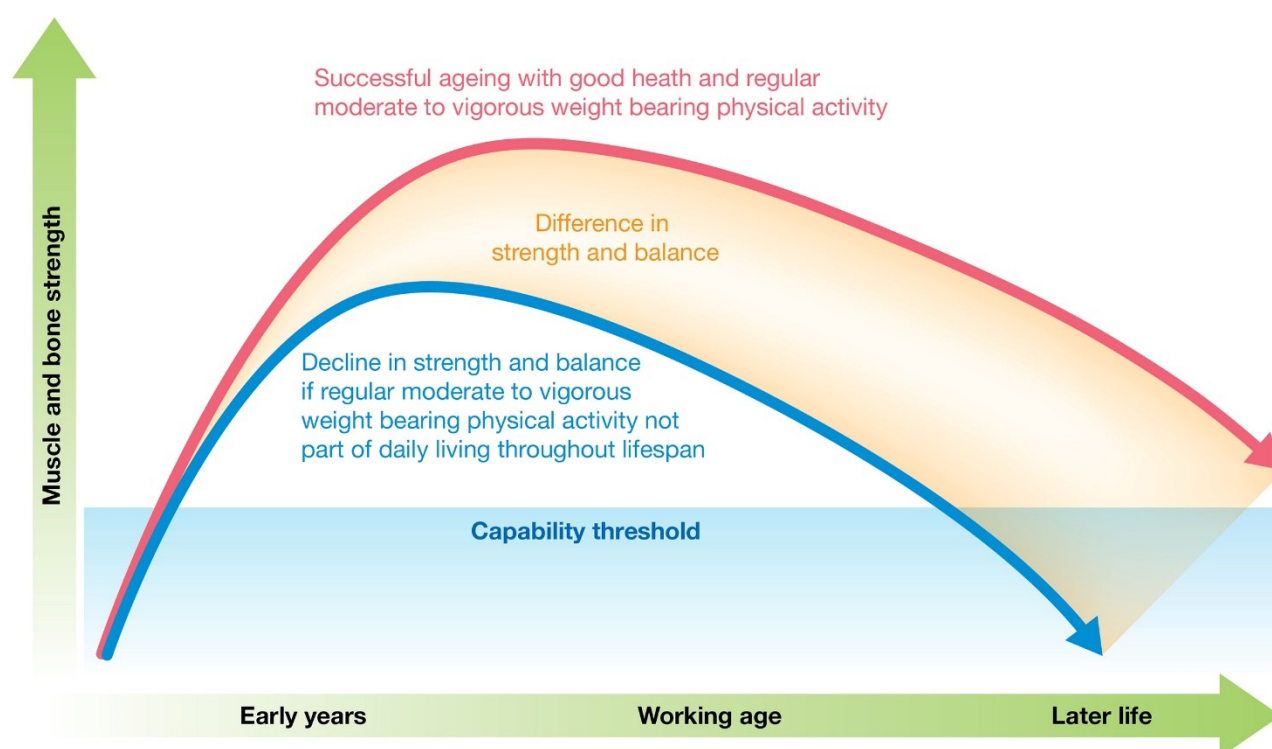 Successful ageing with good heath and regular
moderate to vigorous weight bearing physical activity
Difference in
strength and balance
Decline in strength and balance
if regular moderate to vigorous
weight bearing physical activity not
part of daily living throughout lifespan
Muscle and bone strength
Capability threshold
Early years
Working age
Later life